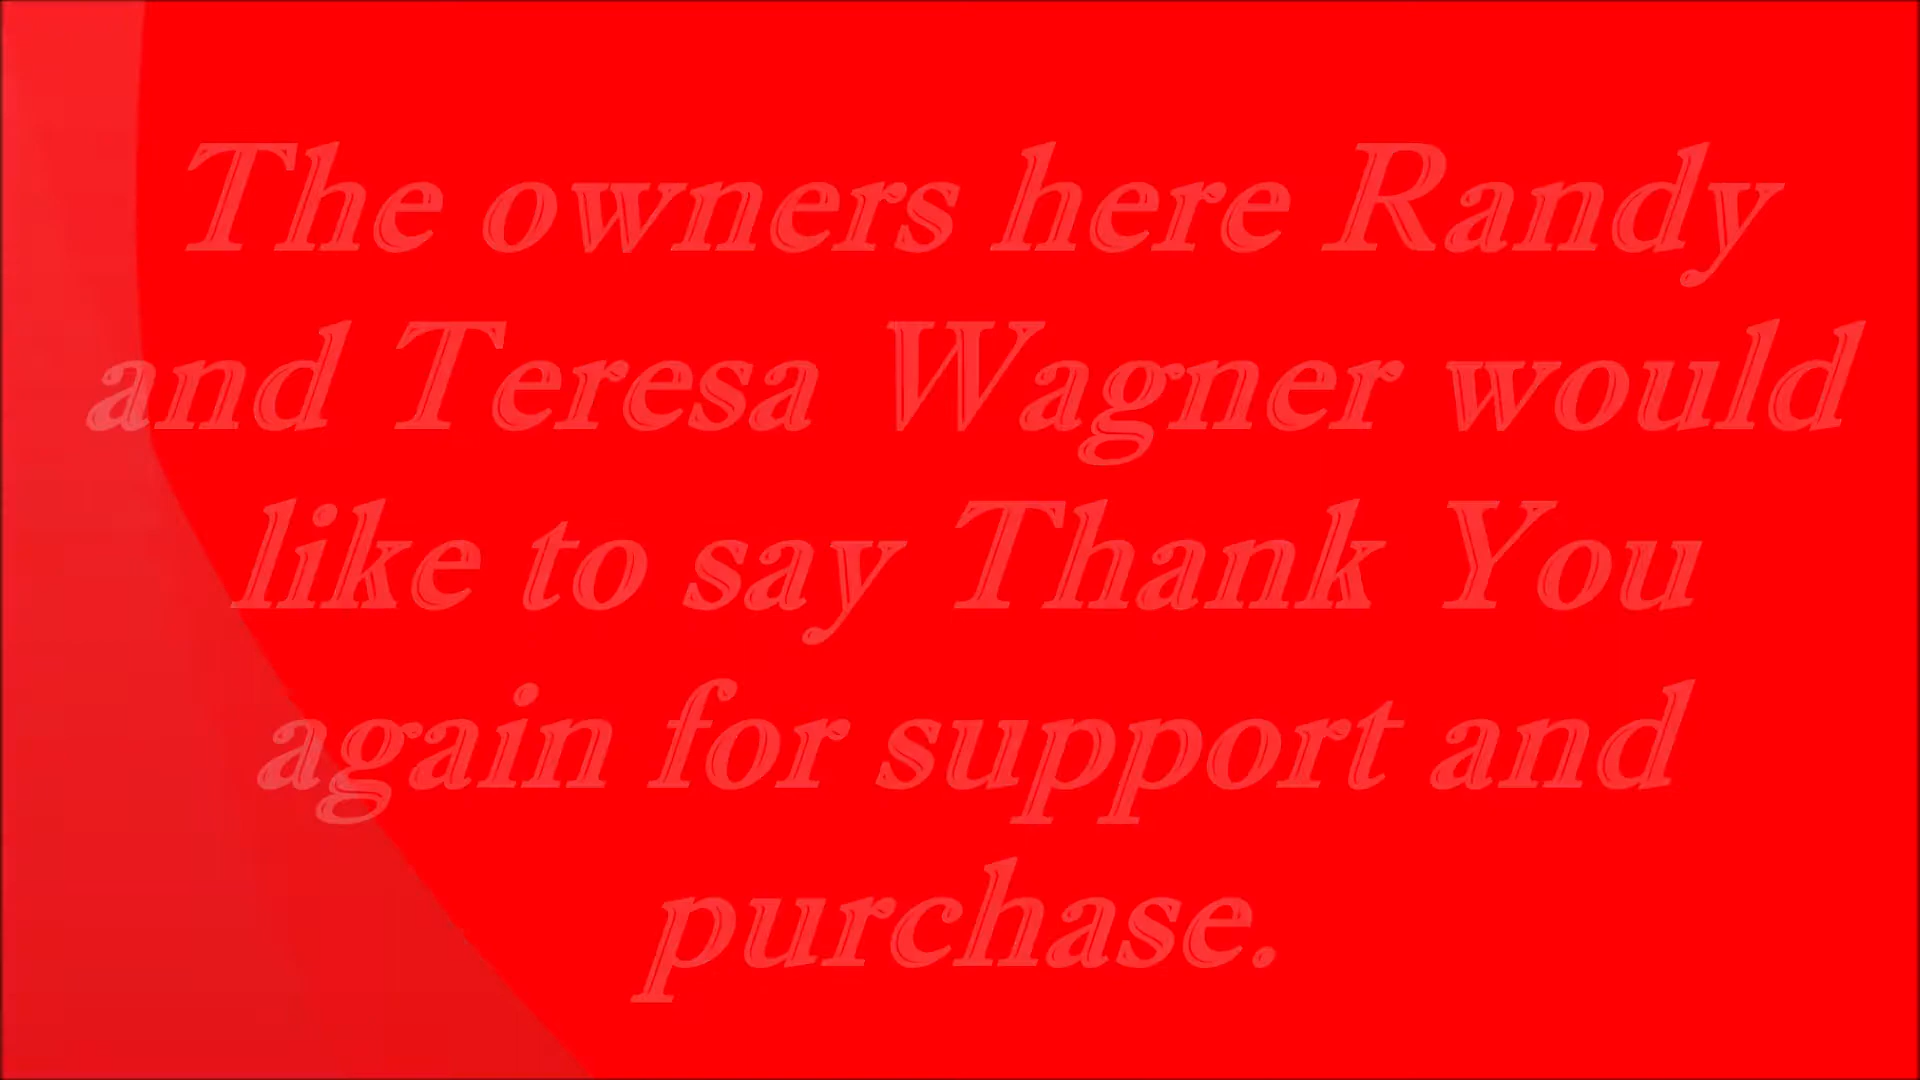 The owners here Randy
and Teresa Wagner would
like to say Thank You
again for support and
purchase.